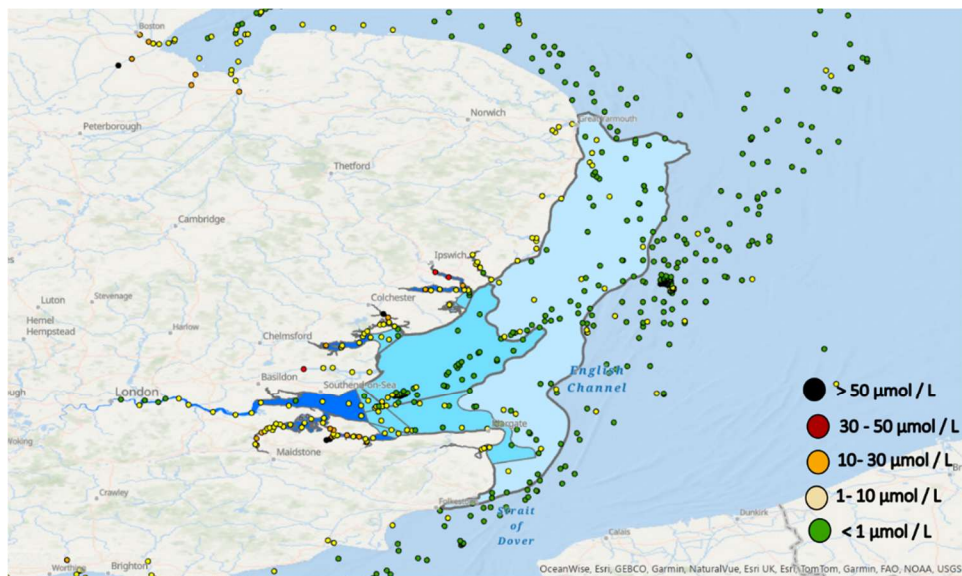 Boston
Norwich
Great Yarmouth
Peterborough
Thetford
Cambridge
Ipswich
Luton
Stevenage
Colchester
Hemel
Hempstead
Harlow
Chelmsford
English
Channel
Basildon
Southend-on-Sea
London
Margate
Woking
Maidstone
Crawley
Folkestone
Strait
of
Dover
Dunkirk
Calais
Worthing
Brighton
> 50 µmol / L
30 - 50 µmol / L
10- 30 µmol / L
1- 10 µmol / L
< 1 µmol / L
OceanWise, Esri, GEBCO, Garmin, NaturalVue, Esri UK, Esri, TomTom, Garmin, FAO, NOAA, USGS